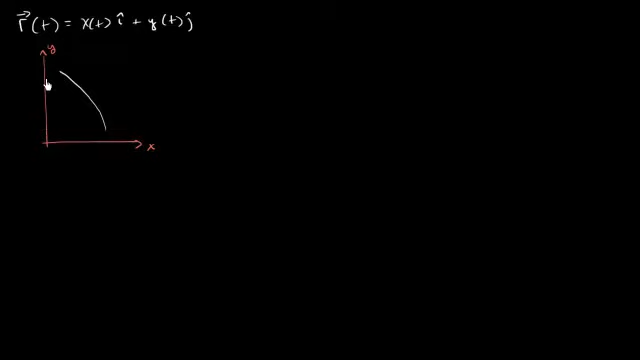 r⃗(t) = x(t) î + y(t) ĵ
y
x